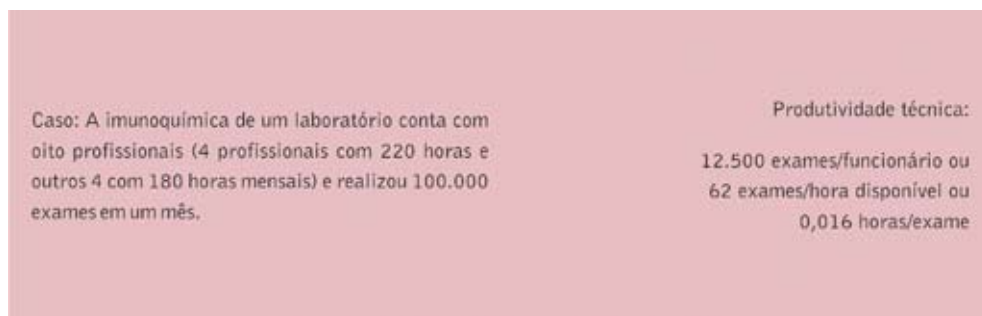 Caso: A imunoquímica de um laboratório conta com
oito profissionais (4 profissionais com 220 horas e
outros 4 com 180 horas mensais) e realizou 100.000
exames em um mês.
Produtividade técnica:
12.500 exames/funcionário ou
62 exames/hora disponível ou
0,016 horas/exame